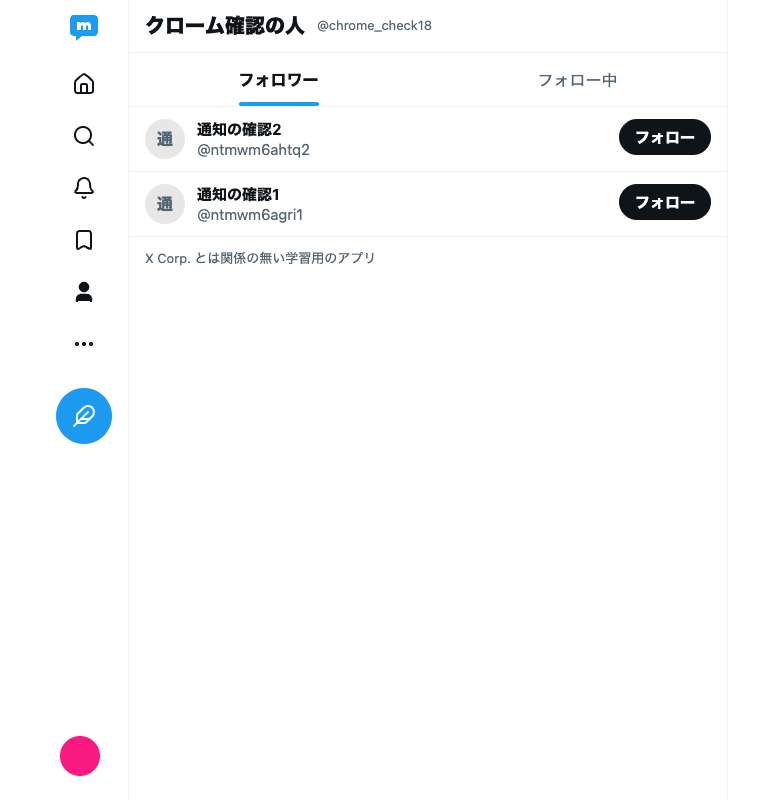 m
クローム確認の人 @chrome_check18
フォロワー フォロー中
通 通知の確認2 フォロー
@ntmwm6ahtq2
通 通知の確認1 フォロー
@ntmwm6agri1
X Corp. とは関係の無い学習用のアプリ